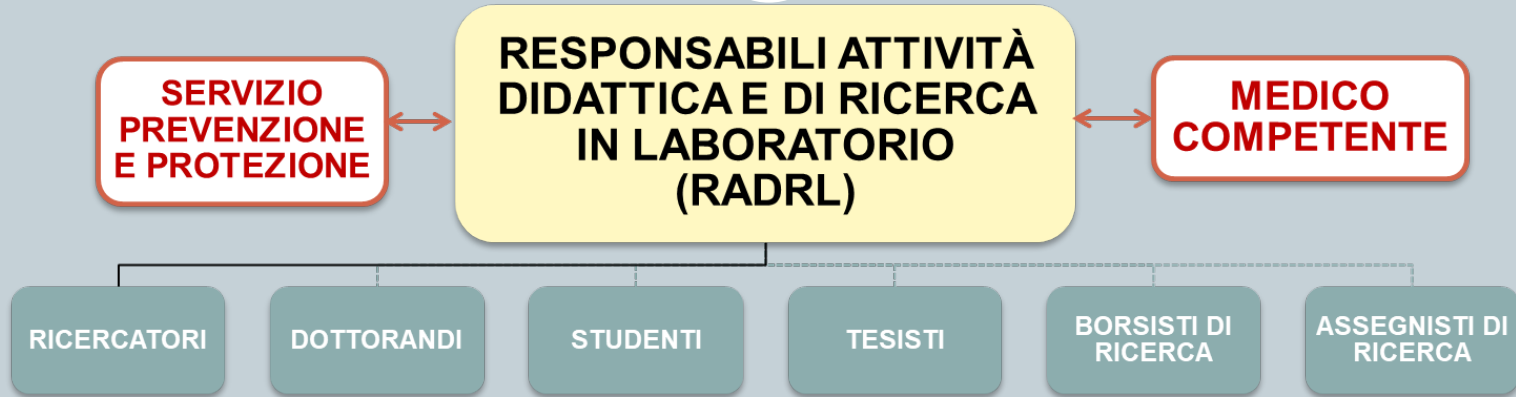 RESPONSABILI ATTIVITÀ
DIDATTICA E DI RICERCA
IN LABORATORIO
(RADRL)
SERVIZIO
PREVENZIONE
E PROTEZIONE
MEDICO
COMPETENTE
RICERCATORI
DOTTORANDI
STUDENTI
TESISTI
BORSISTI DI
RICERCA
ASSEGNISTI DI
RICERCA